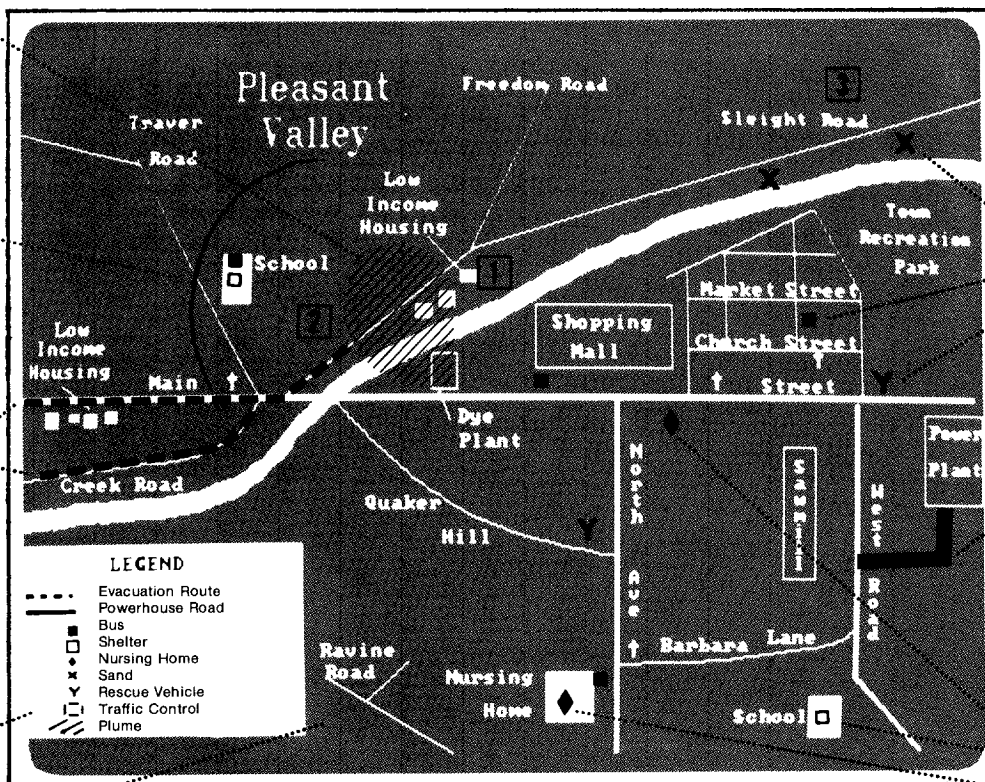 Pleasant
Valley
Freedom Road
3
Sleight Road
Traver
Road
Low
Income
Housing
School
1
2
Town
Recreation
Park
Market Street
Shopping
Mall
Church Street
Low
Income
Housing
Main
Street
Dye
Plant
Power
Plant
Creek Road
Quaker
Hill
North Ave
Sawmill
West Road
LEGEND
Evacuation Route
Powerhouse Road
Bus
Shelter
Nursing Home
Sand
Rescue Vehicle
Traffic Control
Plume
Ravine
Road
Barbara Lane
Nursing
Home
School